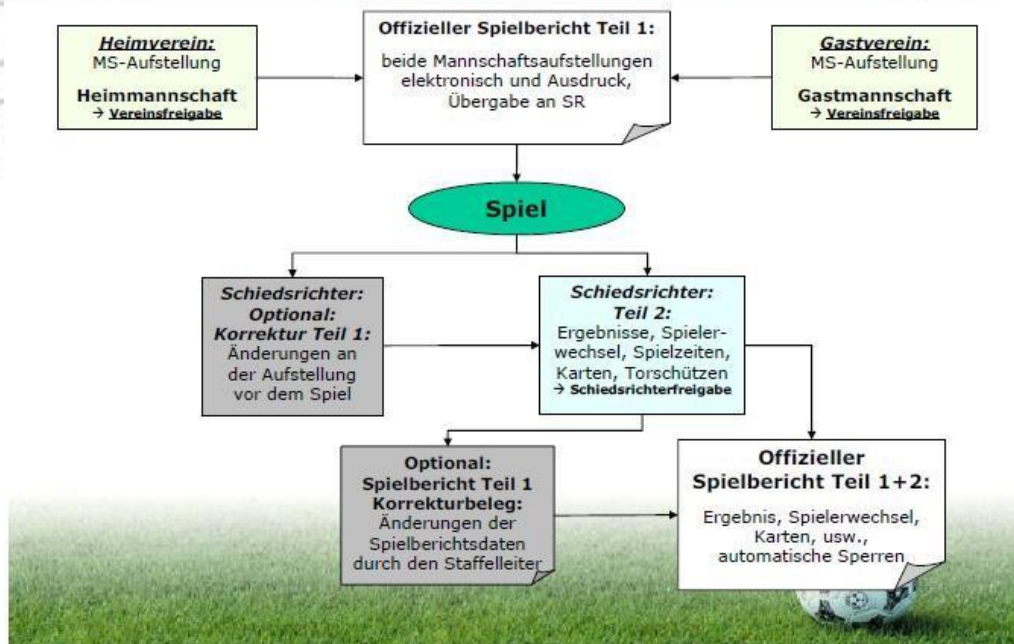 Heimverein:
MS-Aufstellung
Heimmannschaft
→ Vereinsfreigabe
Offizieller Spielbericht Teil 1:
beide Mannschaftsaufstellungen
elektronisch und Ausdruck,
Übergabe an SR
Gastverein:
MS-Aufstellung
Gastmannschaft
→ Vereinsfreigabe
Spiel
Schiedsrichter:
Optional:
Korrektur Teil 1:
Änderungen an
der Aufstellung
vor dem Spiel
Schiedsrichter:
Teil 2:
Ergebnisse, Spieler-
wechsel, Spielzeiten,
Karten, Torschützen
→ Schiedsrichterfreigabe
Optional:
Spielbericht Teil 1
Korrekturbeleg:
Änderungen der
Spielberichtsdaten
durch den Staffelleiter
Offizieller
Spielbericht Teil 1+2:
Ergebnis, Spielerwechsel,
Karten, usw.,
automatische Sperren